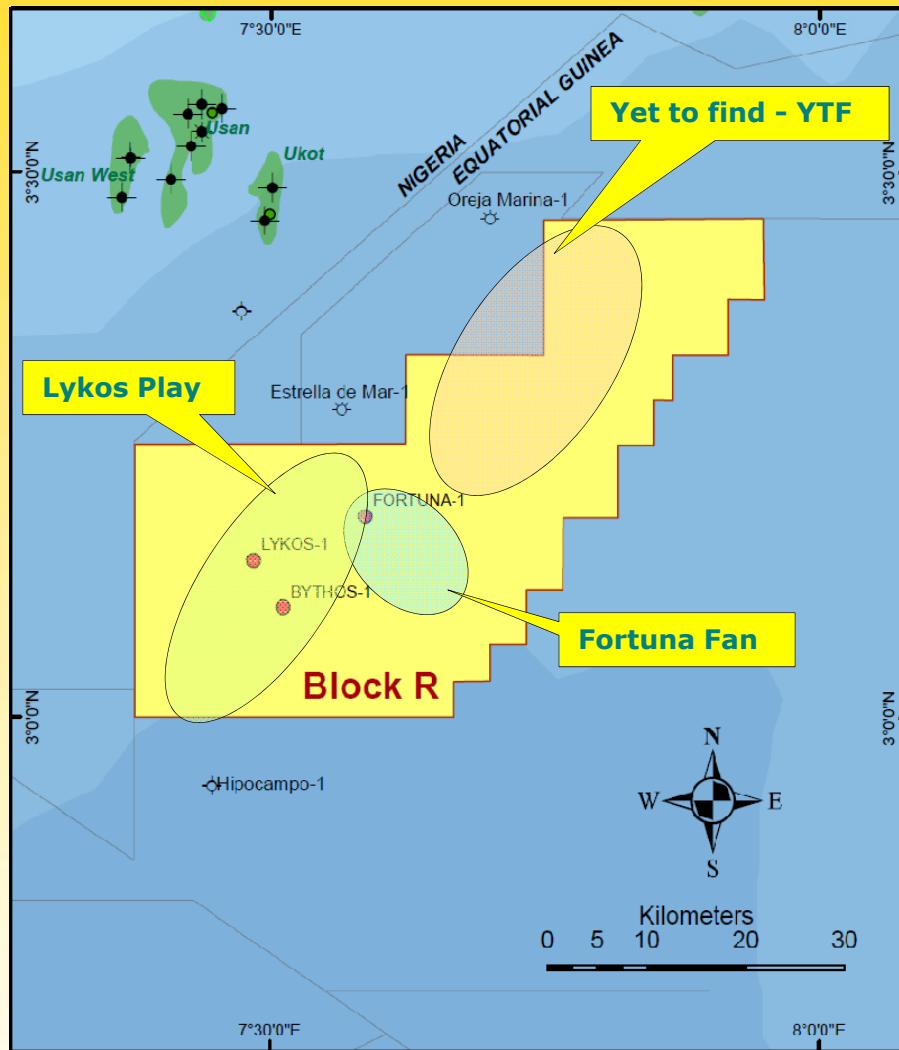 7°30'0"E
8°0'0"E
NIGERIA
EQUATORIAL GUINEA
Yet to find - YTF
Usan
Ukot
Usan West
3°30'0"N
3°30'0"N
Oreja Marina-1
Lykos Play
Estrella de Mar-1
FORTUNA-1
LYKOS-1
BYTHOS-1
Fortuna Fan
Block R
3°0'0"N
3°0'0"N
Hipocampo-1
N
W
E
S
Kilometers
0 5 10 20 30
7°30'0"E
8°0'0"E